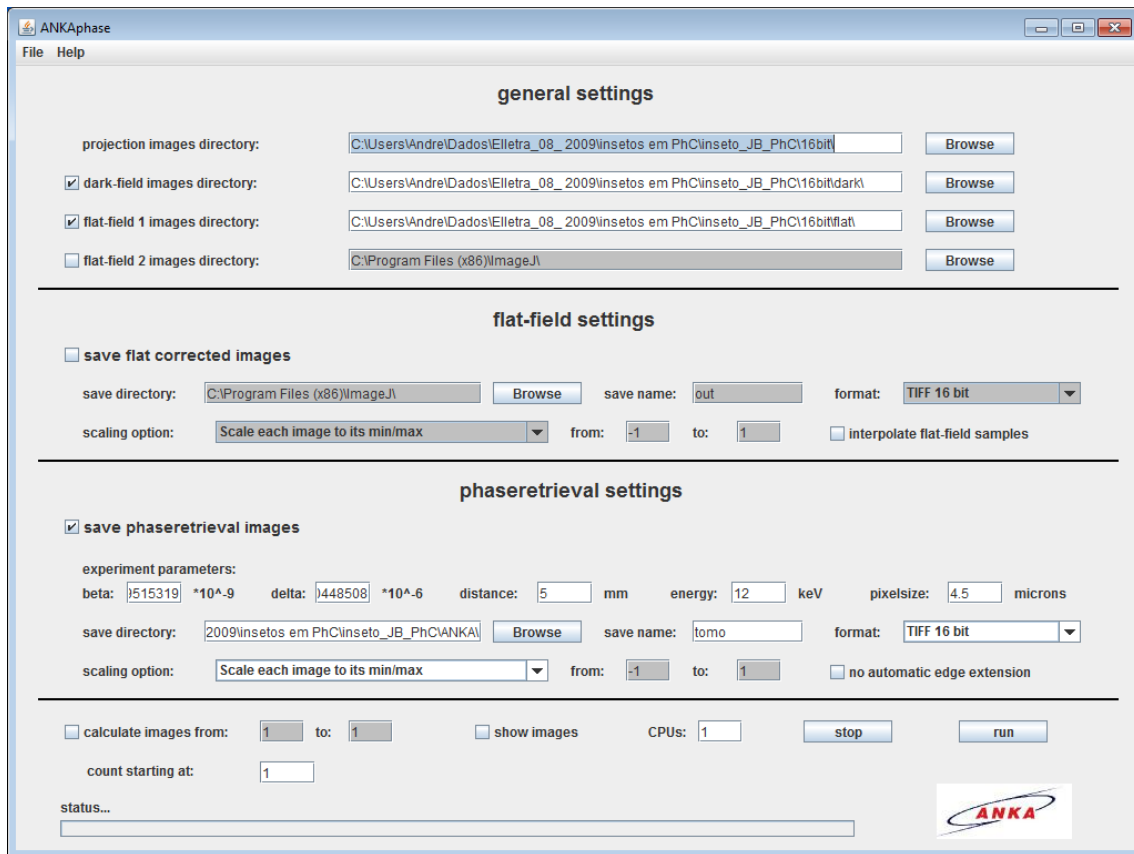 ANKAphase
File Help
general settings
projection images directory: C:\Users\Andre\Dados\Elletra_08_ 2009\insetos em PhC\inseto_JB_PhC\16bit\ Browse
dark-field images directory: C:\Users\Andre\Dados\Elletra_08_ 2009\insetos em PhC\inseto_JB_PhC\16bit\dark\ Browse
flat-field 1 images directory: C:\Users\Andre\Dados\Elletra_08_ 2009\insetos em PhC\inseto_JB_PhC\16bit\flat\ Browse
flat-field 2 images directory: C:\Program Files (x86)\ImageJ\ Browse
flat-field settings
save flat corrected images
save directory: C:\Program Files (x86)\ImageJ\ Browse save name: out format: TIFF 16 bit
scaling option: Scale each image to its min/max from: -1 to: 1 interpolate flat-field samples
phaseretrieval settings
save phaseretrieval images
experiment parameters:
beta: 9515319 *10^-9 delta: 0448508 *10^-6 distance: 5 mm energy: 12 keV pixelsize: 4.5 microns
save directory: 2009\insetos em PhC\inseto_JB_PhC\ANKA\ Browse save name: tomo format: TIFF 16 bit
scaling option: Scale each image to its min/max from: -1 to: 1 no automatic edge extension
calculate images from: 1 to: 1 show images CPUs: 1 stop run
count starting at: 1
status...
ANKA